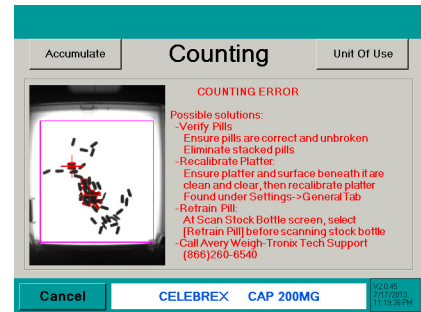 Accumulate
Counting
Unit Of Use
COUNTING ERROR
Possible solutions:
-Verify Pills
Ensure pills are correct and unbroken
Eliminate stacked pills
-Recalibrate Platter:
Ensure platter and surface beneath it are
clean and clear, then recalibrate platter
Found under Settings->General Tab
-Retrain Pill:
At Scan Stock Bottle screen, select
[Retrain Pill] before scanning stock bottle
-Call Avery Weigh-Tronix Tech Support
(866)260-6540
Cancel
CELEBREX CAP 200MG
V2.0.45
7/17/2013
11:19:38 PM